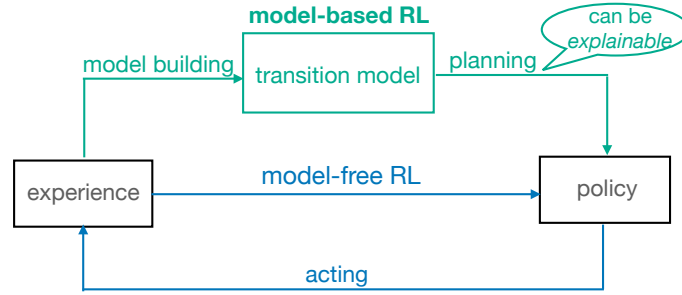 model-based RL
can be
explainable
model building
transition model
planning
experience
model-free RL
policy
acting